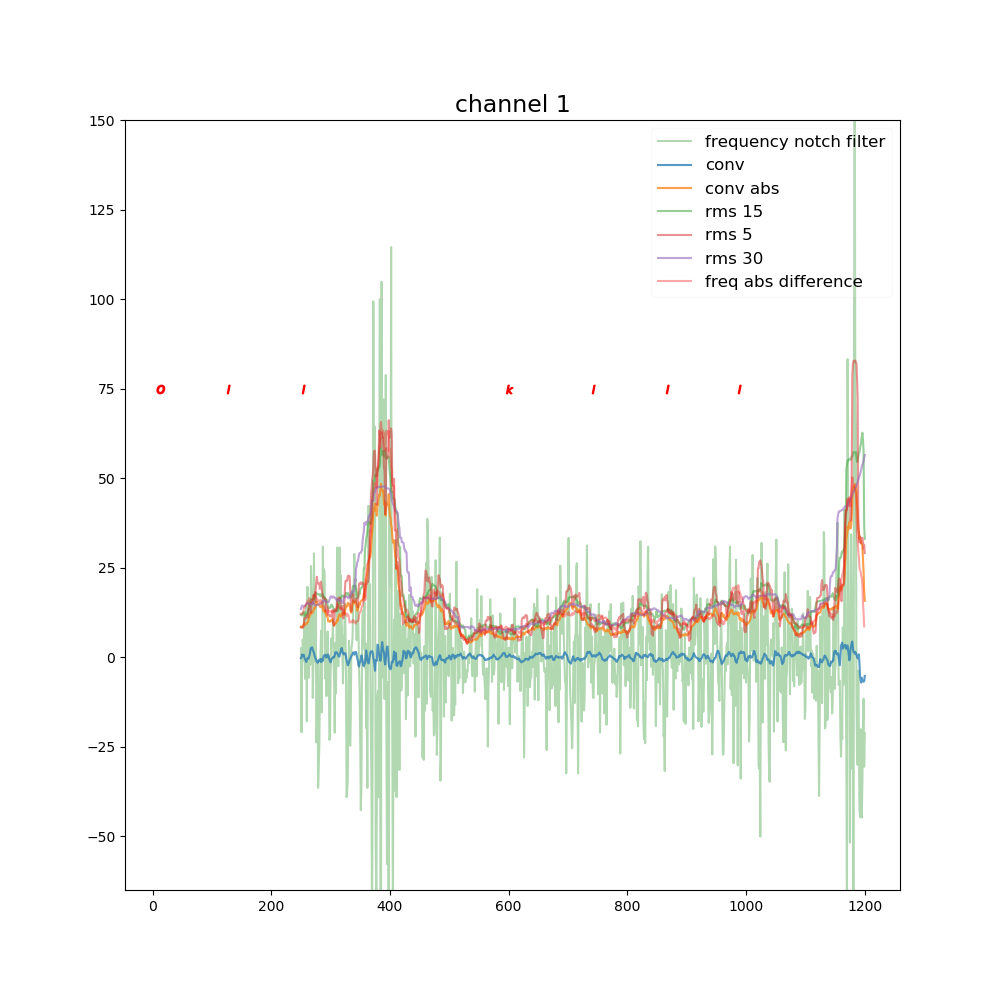 channel 1
150
125
100
75
50
25
0
−25
−50
frequency notch filter
conv
conv abs
rms 15
rms 5
rms 30
freq abs difference
o l l k l l l
0 200 400 600 800 1000 1200